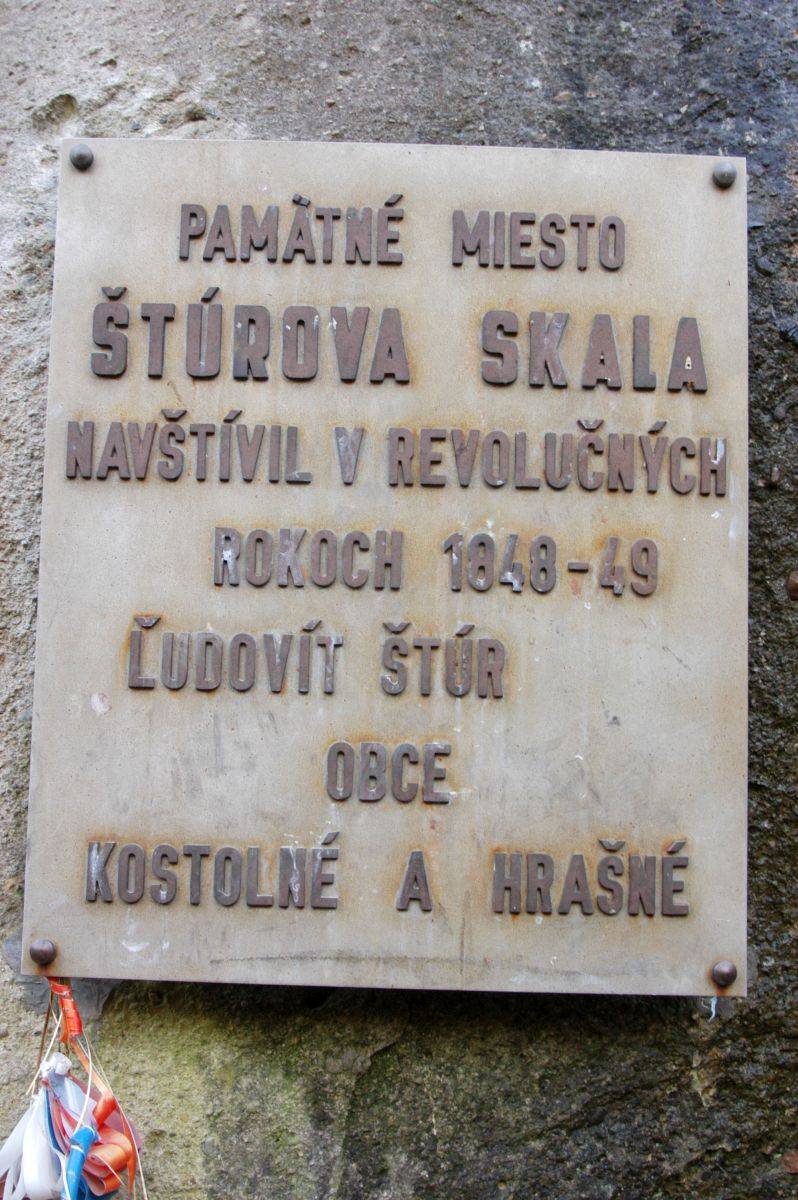 PAMÄTNÉ MIESTO
ŠTÚROVA SKALA
NAVŠTÍVIL V REVOLUČNÝCH
ROKOCH 1848-49
ĽUDOVÍT ŠTÚR
OBCE
KOSTOLNÉ A HRAŠNÉ